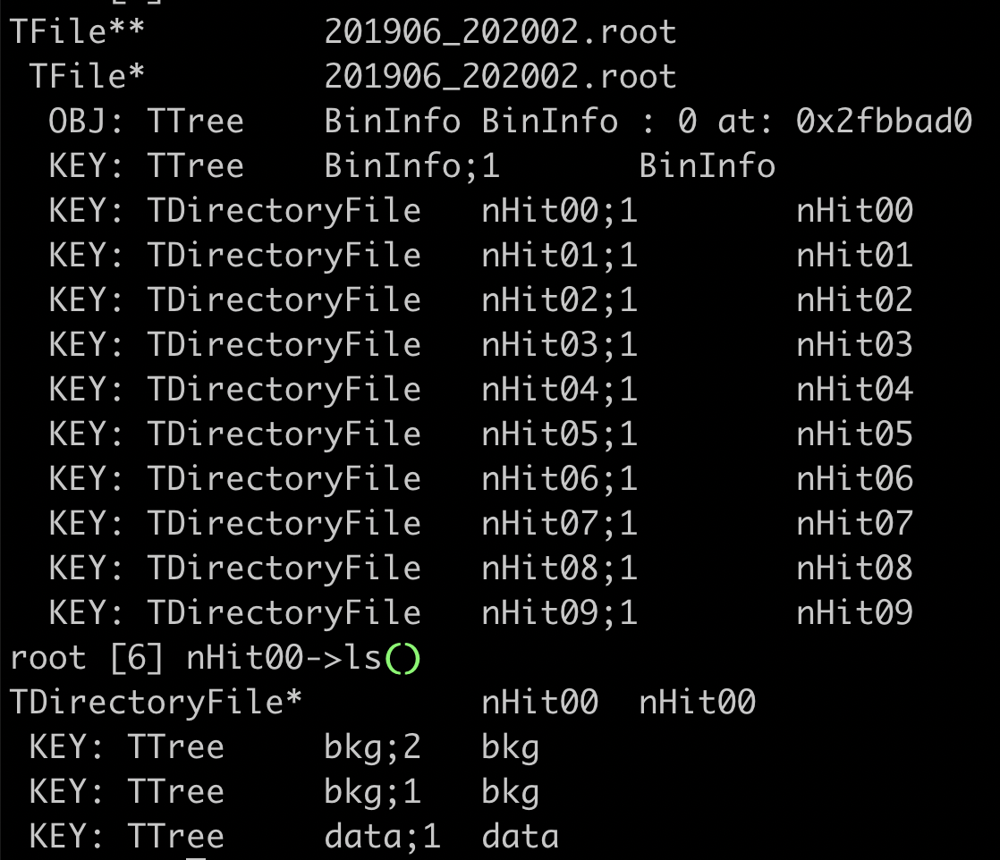 TFile** 201906_202002.root
TFile* 201906_202002.root
OBJ: TTree BinInfo BinInfo : 0 at: 0x2fbbad0
KEY: TTree BinInfo;1 BinInfo
KEY: TDirectoryFile nHit00;1 nHit00
KEY: TDirectoryFile nHit01;1 nHit01
KEY: TDirectoryFile nHit02;1 nHit02
KEY: TDirectoryFile nHit03;1 nHit03
KEY: TDirectoryFile nHit04;1 nHit04
KEY: TDirectoryFile nHit05;1 nHit05
KEY: TDirectoryFile nHit06;1 nHit06
KEY: TDirectoryFile nHit07;1 nHit07
KEY: TDirectoryFile nHit08;1 nHit08
KEY: TDirectoryFile nHit09;1 nHit09
root [6] nHit00->ls()
TDirectoryFile* nHit00 nHit00
KEY: TTree bkg;2 bkg
KEY: TTree bkg;1 bkg
KEY: TTree data;1 data